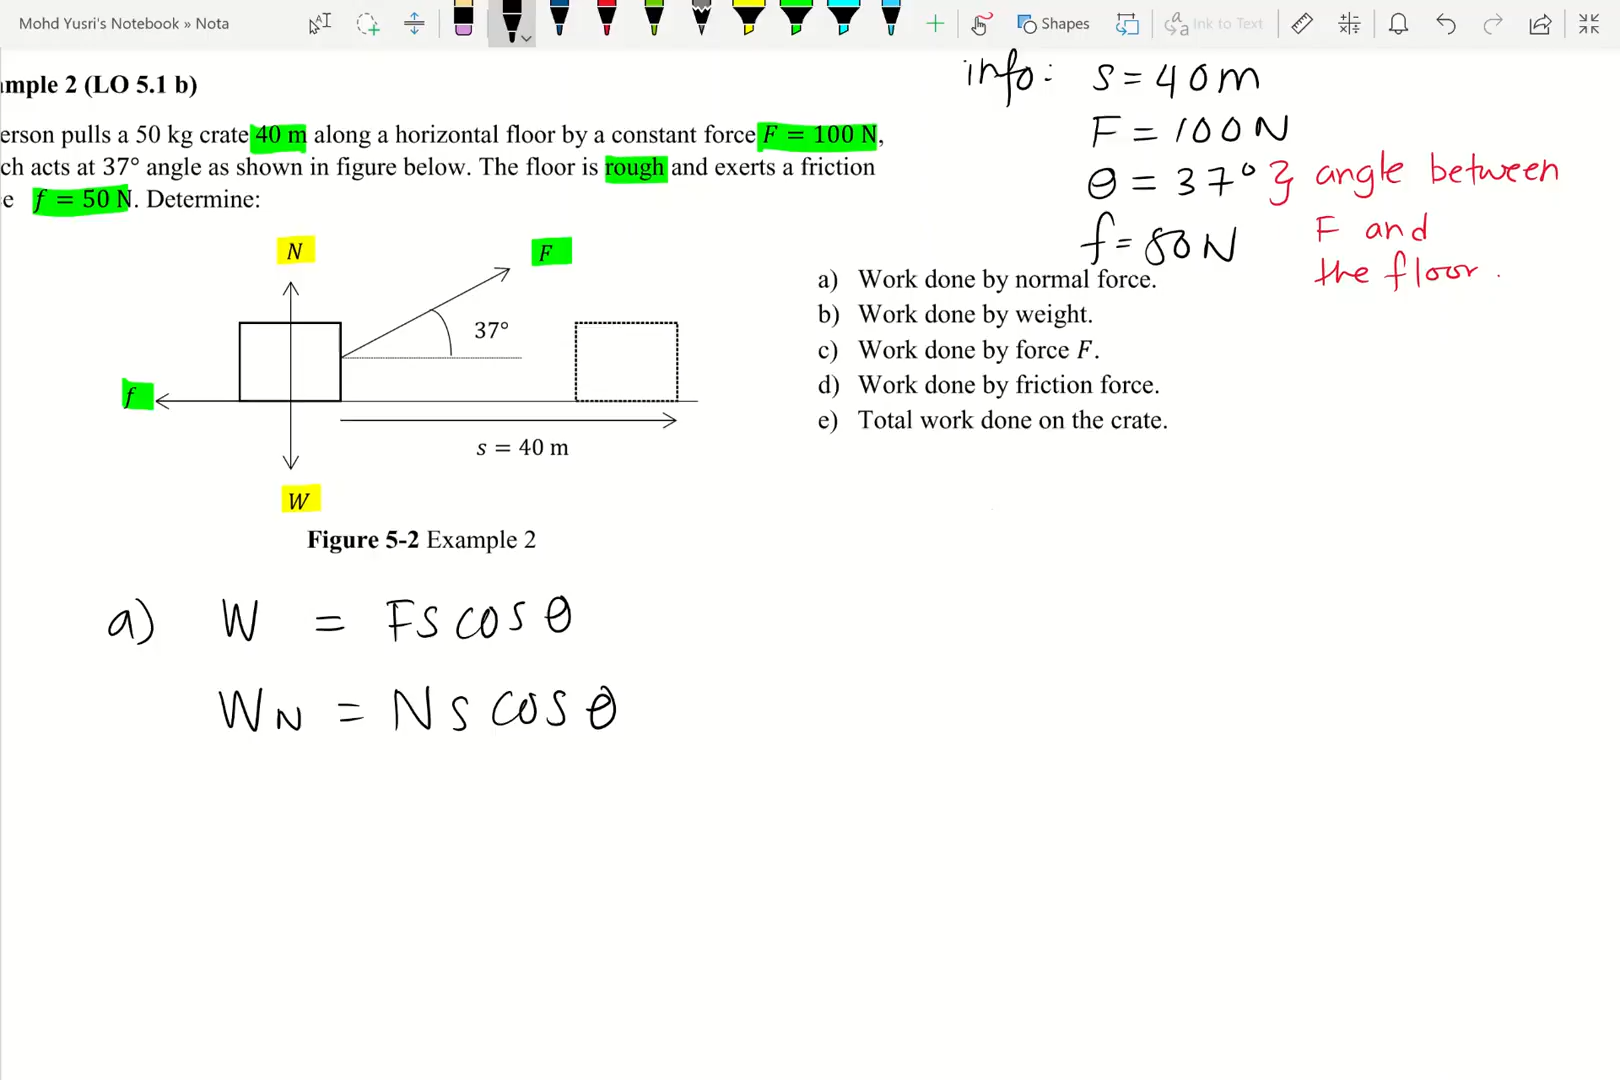 Mohd Yusri's Notebook » Nota
Shapes
Ink to Text
mple 2 (LO 5.1 b)
erson pulls a 50 kg crate 40 m along a horizontal floor by a constant force F = 100 N,
ch acts at 37° angle as shown in figure below. The floor is rough and exerts a friction
e f = 50 N. Determine:
info: s = 40 m
F = 100 N
θ = 37° } angle between
F and
the floor.
f = 50 N
N
F
37°
f
s = 40 m
W
Figure 5-2 Example 2
a) Work done by normal force.
b) Work done by weight.
c) Work done by force F.
d) Work done by friction force.
e) Total work done on the crate.
a) W = Fs cos θ
W_N = Ns cos θ